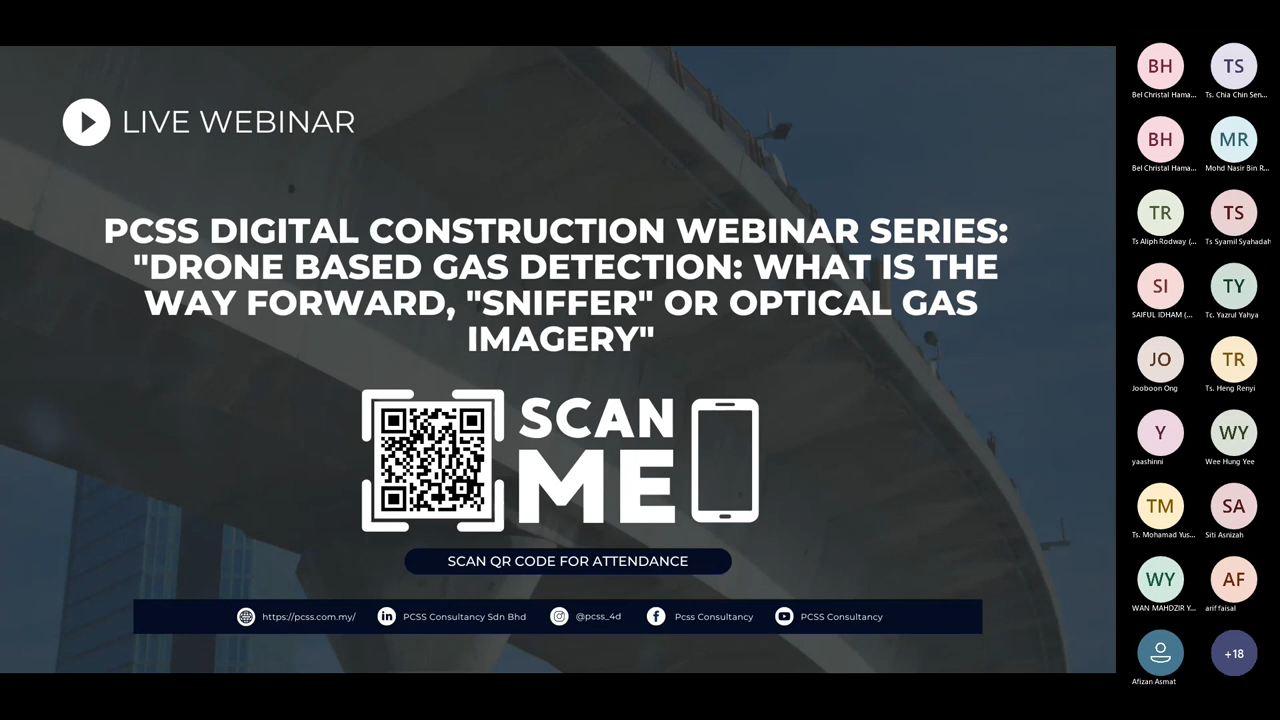 LIVE WEBINAR
PCSS DIGITAL CONSTRUCTION WEBINAR SERIES:
"DRONE BASED GAS DETECTION: WHAT IS THE
WAY FORWARD, "SNIFFER" OR OPTICAL GAS
IMAGERY"
SCAN
ME
SCAN QR CODE FOR ATTENDANCE
https://pcss.com.my/ PCSS Consultancy Sdn Bhd @pcss_4d Pcss Consultancy PCSS Consultancy
BH TS
Bel Christal Hama... Ts. Chia Chin Sen...
BH MR
Bel Christal Hama... Mohd Nasir Bin R...
TR TS
Ts Aliph Rodway (... Ts Syamil Syahadah
SI TY
SAIFUL IDHAM (... Tc. Yazrul Yahya
JO TR
Jooboon Ong Ts. Heng Renyi
Y WY
yaashinni Wee Hung Yee
TM SA
Ts. Mohamad Yus... Siti Asnizah
WY AF
WAN MAHDZIR Y... arif faisal
+18
Afizan Asmat